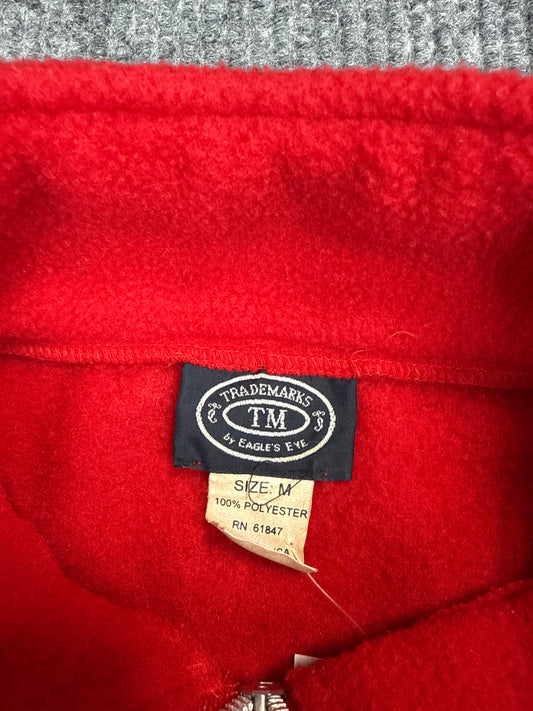 TRADEMARKS
TM
by EAGLE'S EYE
SIZE: M
100% POLYESTER
RN 61847